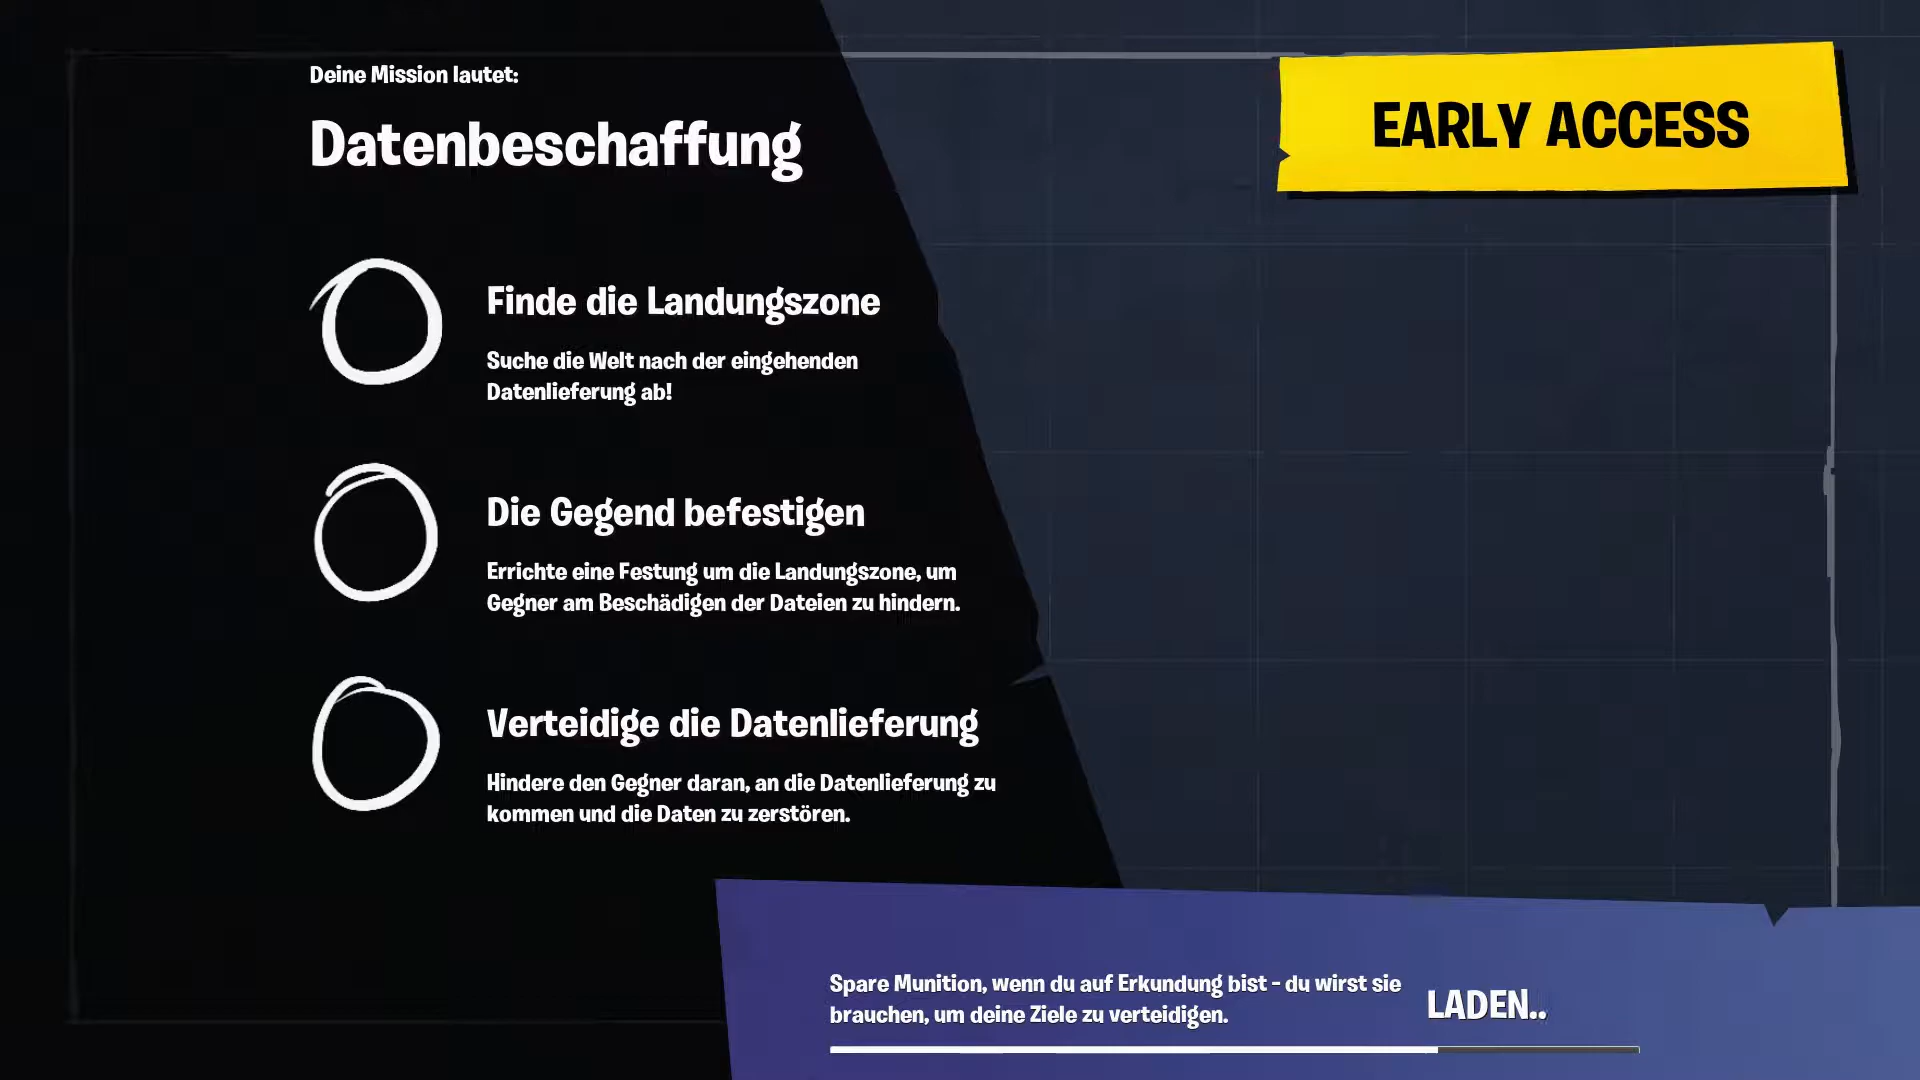 Deine Mission lautet:
Datenbeschaffung
EARLY ACCESS
Finde die Landungszone
Suche die Welt nach der eingehenden
Datenlieferung ab!
Die Gegend befestigen
Errichte eine Festung um die Landungszone, um
Gegner am Beschädigen der Dateien zu hindern.
Verteidige die Datenlieferung
Hindere den Gegner daran, an die Datenlieferung zu
kommen und die Daten zu zerstören.
Spare Munition, wenn du auf Erkundung bist - du wirst sie
brauchen, um deine Ziele zu verteidigen.
LADEN..